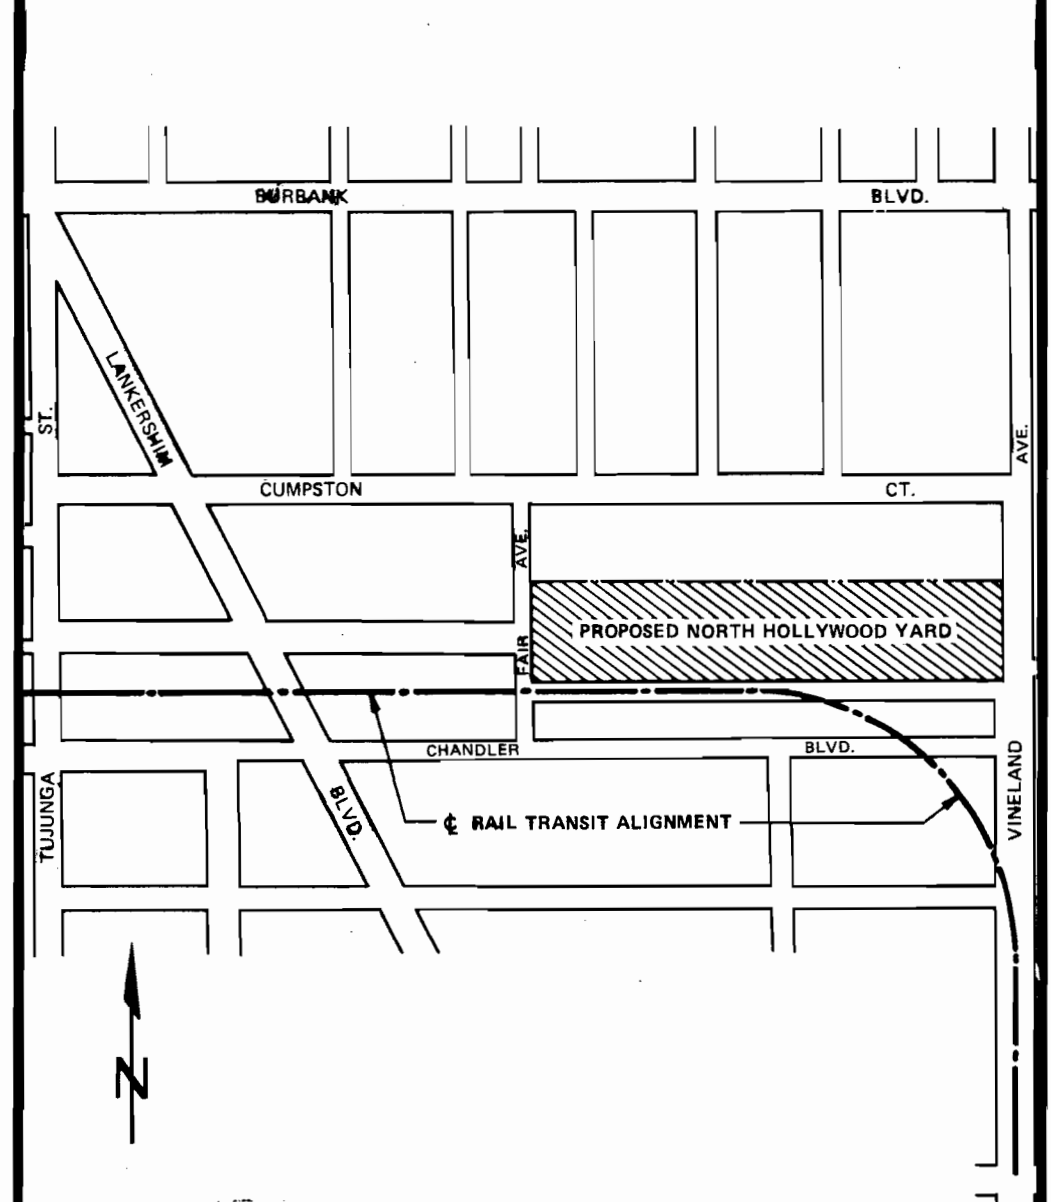 BURBANK BLVD.
LANKERSHIM
ST.
AVE.
CUMPSTON CT.
AVE.
FAIR
PROPOSED NORTH HOLLYWOOD YARD
CHANDLER BLVD.
TUJUNGA
BLVD.
VINELAND
℄ RAIL TRANSIT ALIGNMENT
N